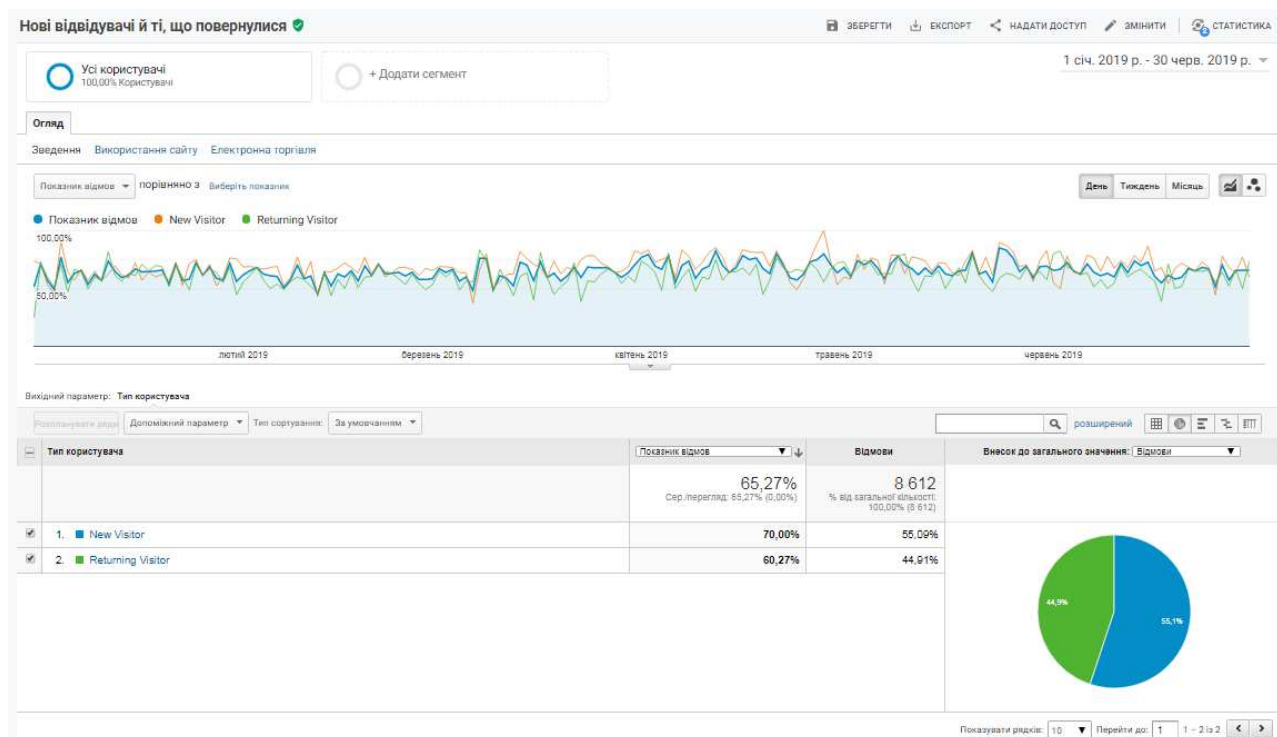 Нові відвідувачі й ті, що повернулися
ЗБЕРЕГТИ ЕКСПОРТ НАДАТИ ДОСТУП ЗМІНИТИ СТАТИСТИКА
Усі користувачі
100,00% Користувачі
+ Додати сегмент
1 січ. 2019 р. - 30 черв. 2019 р.
Огляд
Зведення Використання сайту Електронна торгівля
Показник відмов порівняно з Виберіть показник
День Тиждень Місяць
Показник відмов New Visitor Returning Visitor
100,00%
50,00%
лютий 2019 березень 2019 квітень 2019 травень 2019 червень 2019
Вихідний параметр: Тип користувача
Допоміжний параметр Тип сортування: За умовчанням
розширений
Тип користувача Показник відмов Відмови Внесок до загального значення: Відмови
65,27% 8 612
Сер./перегляд: 65,27% (0,00%) % від загальної кількості:
100,00% (8 612)
1. New Visitor 70,00% 55,09%
2. Returning Visitor 60,27% 44,91%
44,9%
55,1%
Показувати рядків: 10 Перейти до: 1 1 – 2 із 2